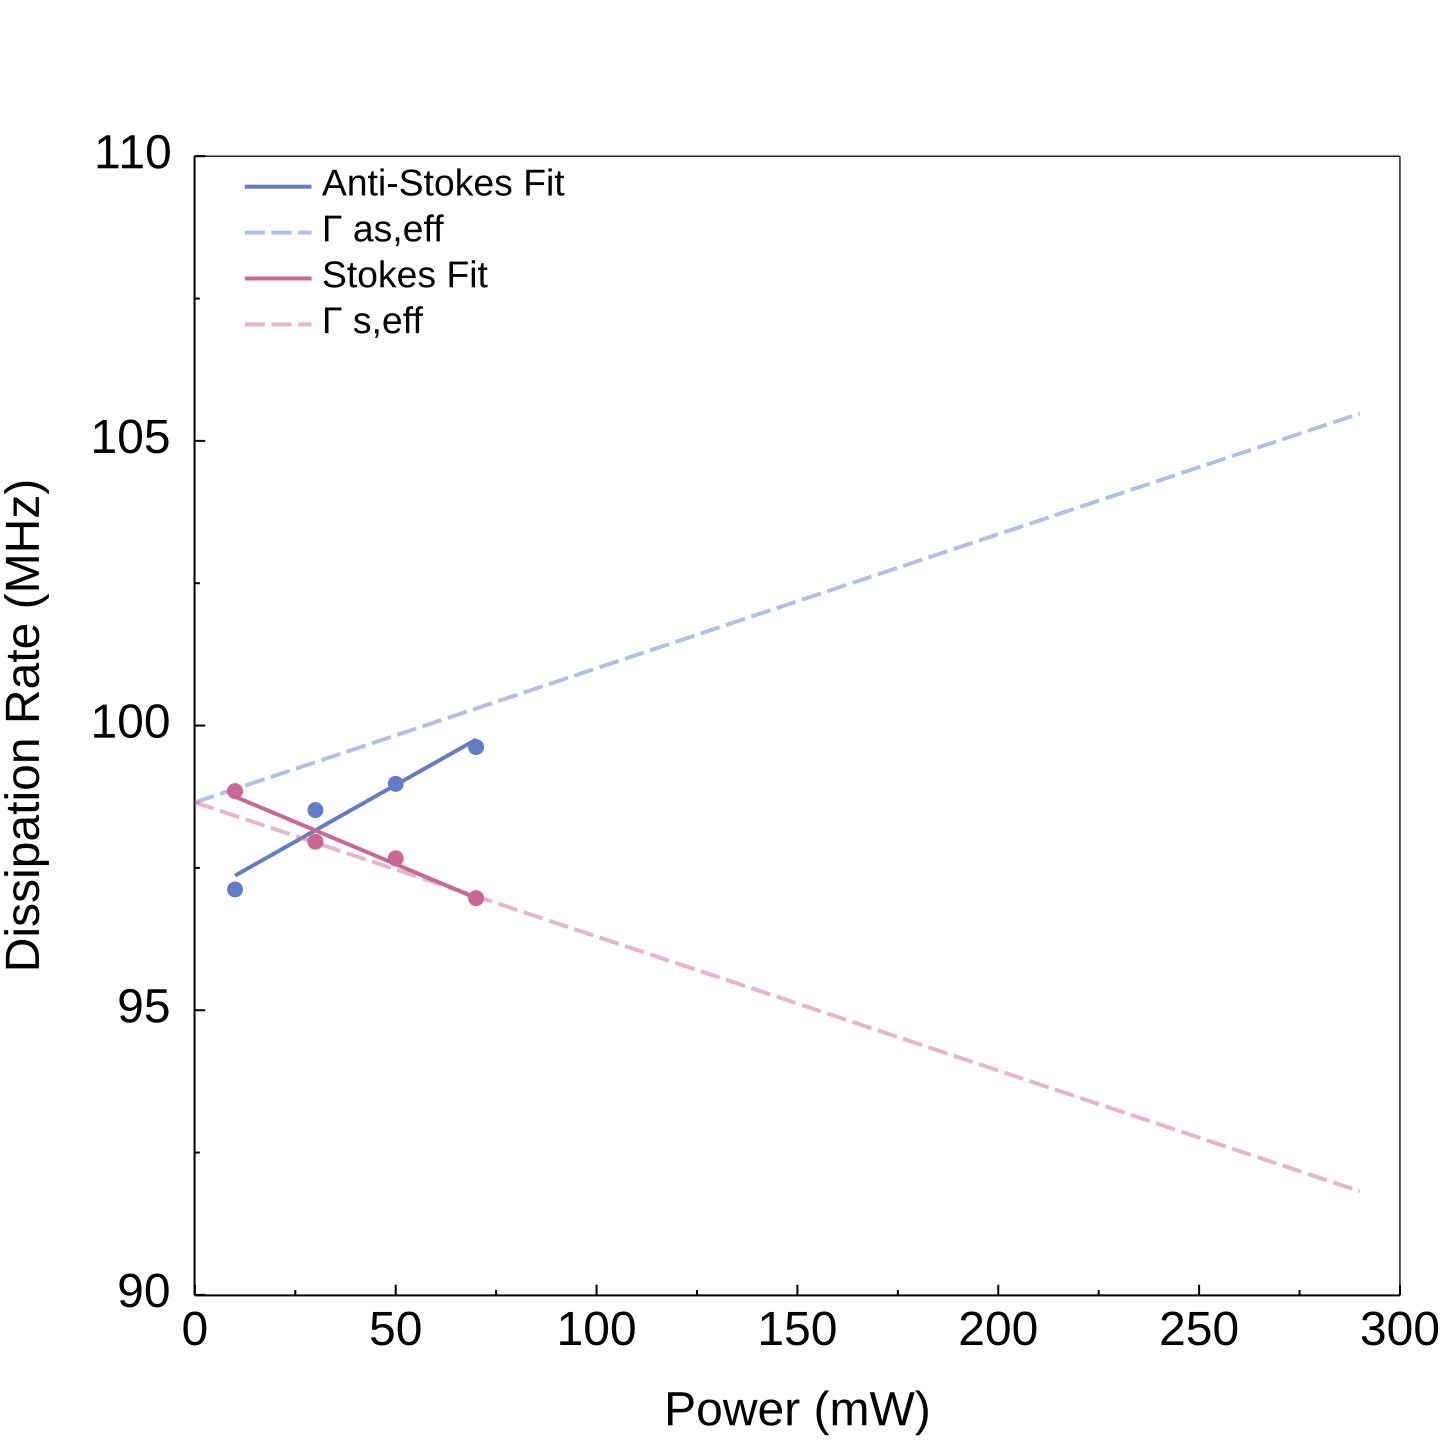 110
105
100
95
90
0 50 100 150 200 250 300
Dissipation Rate (MHz)
Power (mW)
Anti-Stokes Fit
Γ as,eff
Stokes Fit
Γ s,eff